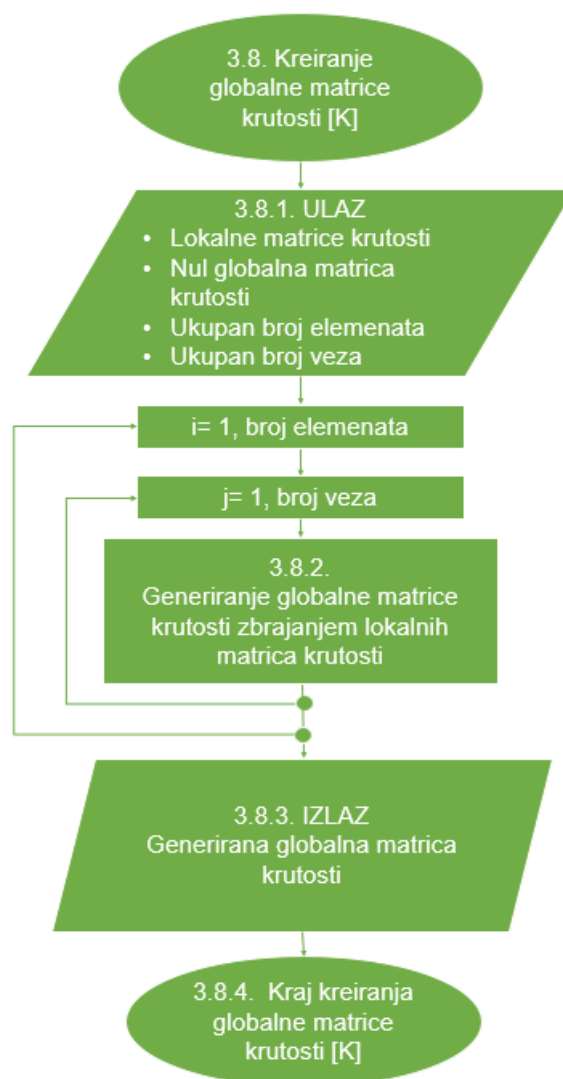 3.8. Kreiranje
globalne matrice
krutosti [K]
3.8.1. ULAZ
• Lokalne matrice krutosti
• Nul globalna matrica
krutosti
• Ukupan broj elemenata
• Ukupan broj veza
i= 1, broj elemenata
j= 1, broj veza
3.8.2.
Generiranje globalne matrice
krutosti zbrajanjem lokalnih
matrica krutosti
3.8.3. IZLAZ
Generirana globalna matrica
krutosti
3.8.4. Kraj kreiranja
globalne matrice
krutosti [K]